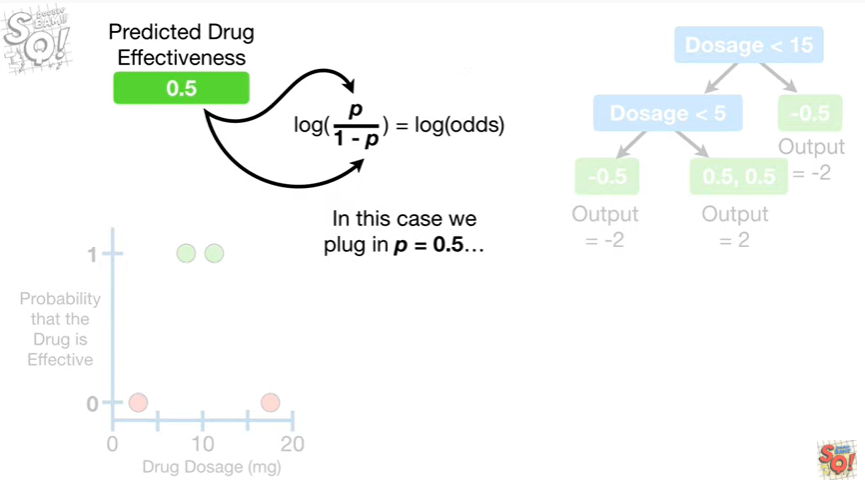 Predicted Drug
Effectiveness
0.5
log(p/1 - p) = log(odds)
In this case we
plug in p = 0.5...
Dosage < 15
Dosage < 5
-0.5
Output
= -2
-0.5
0.5, 0.5
Output
= -2
Output
= 2
1
Probability
that the
Drug is
Effective
0
0
10
20
Drug Dosage (mg)
SQ!
SQ!